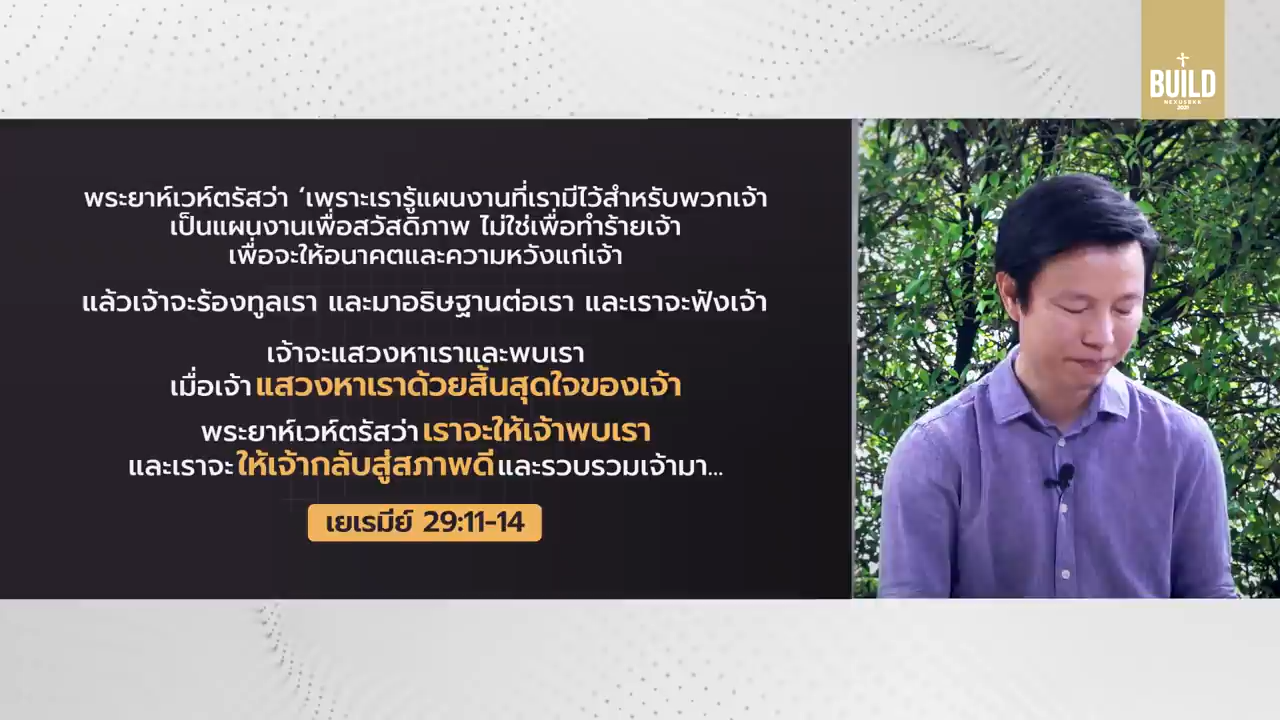 BUILD
NEXUSBKK
2021
พระยาห์เวห์ตรัสว่า ‘เพราะเรารู้แผนงานที่เรามีไว้สำหรับพวกเจ้า
เป็นแผนงานเพื่อสวัสดิภาพ ไม่ใช่เพื่อทำร้ายเจ้า
เพื่อจะให้อนาคตและความหวังแก่เจ้า
แล้วเจ้าจะร้องทูลเรา และมาอธิษฐานต่อเรา และเราจะฟังเจ้า
เจ้าจะแสวงหาเราและพบเรา
เมื่อเจ้าแสวงหาเราด้วยสิ้นสุดใจของเจ้า
พระยาห์เวห์ตรัสว่า เราจะให้เจ้าพบเรา
และเราจะ ให้เจ้ากลับสู่สภาพดี และรวบรวมเจ้ามา...
เยเรมีย์ 29:11-14